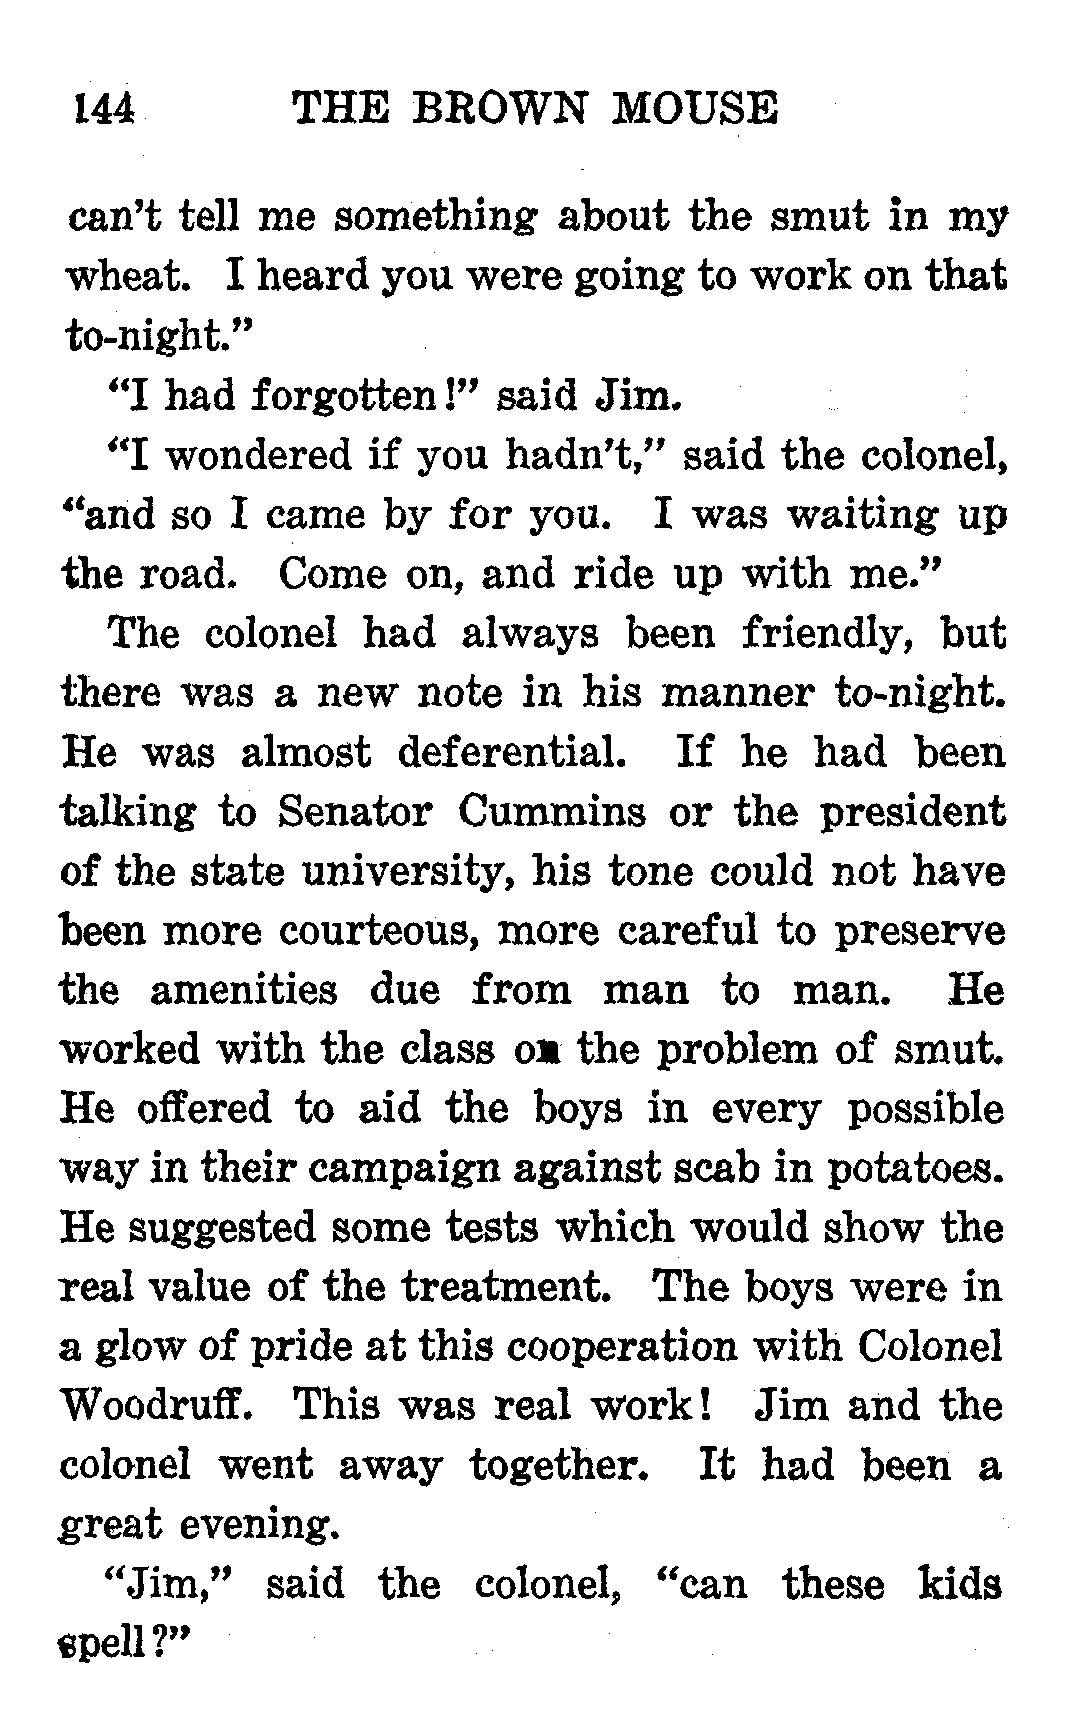 144 THE BROWN MOUSE
can't tell me something about the smut in my
wheat. I heard you were going to work on that
to-night."
"I had forgotten!" said Jim.
"I wondered if you hadn't," said the colonel,
"and so I came by for you. I was waiting up
the road. Come on, and ride up with me."
The colonel had always been friendly, but
there was a new note in his manner to-night.
He was almost deferential. If he had been
talking to Senator Cummins or the president
of the state university, his tone could not have
been more courteous, more careful to preserve
the amenities due from man to man. He
worked with the class on the problem of smut.
He offered to aid the boys in every possible
way in their campaign against scab in potatoes.
He suggested some tests which would show the
real value of the treatment. The boys were in
a glow of pride at this cooperation with Colonel
Woodruff. This was real work! Jim and the
colonel went away together. It had been a
great evening.
"Jim," said the colonel, "can these kids
spell?"